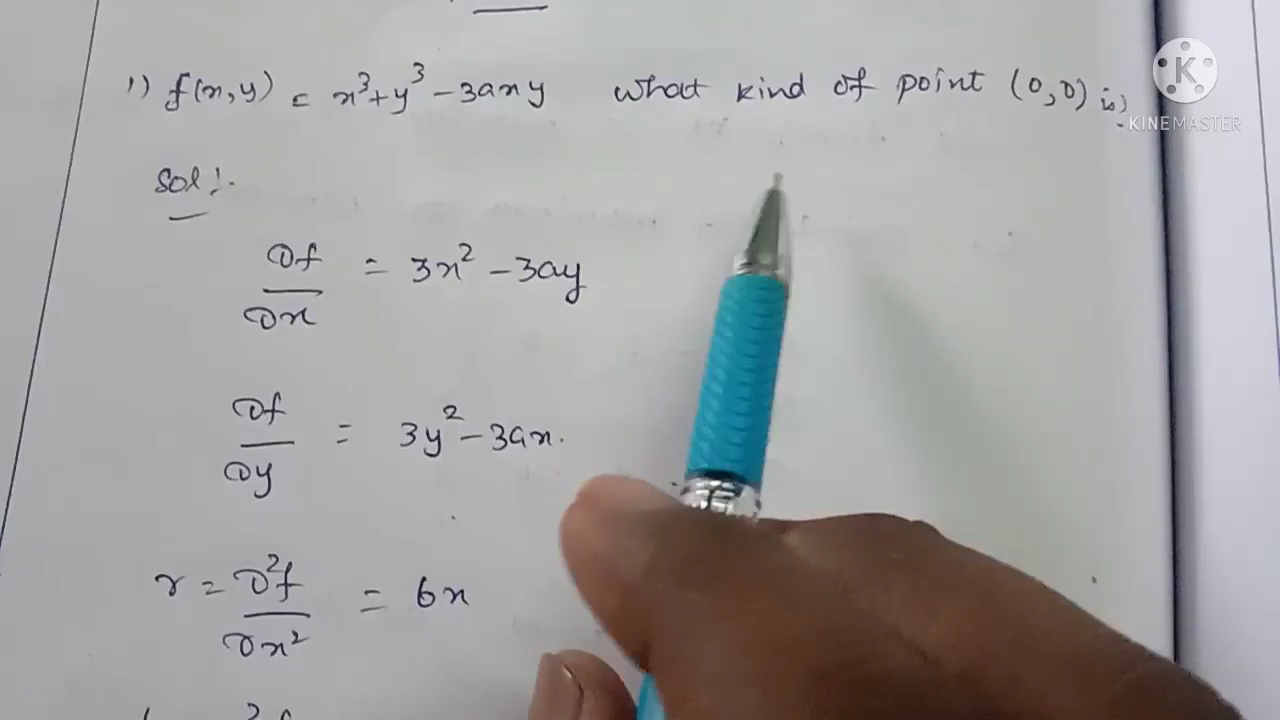 1) f(x,y) = x³+y³-3axy What kind of point (0,0) is)
KINEMASTER
Sol:-
∂f/∂x = 3x²-3ay
∂f/∂y = 3y²-3ax.
r = ∂²f/∂x² = 6x